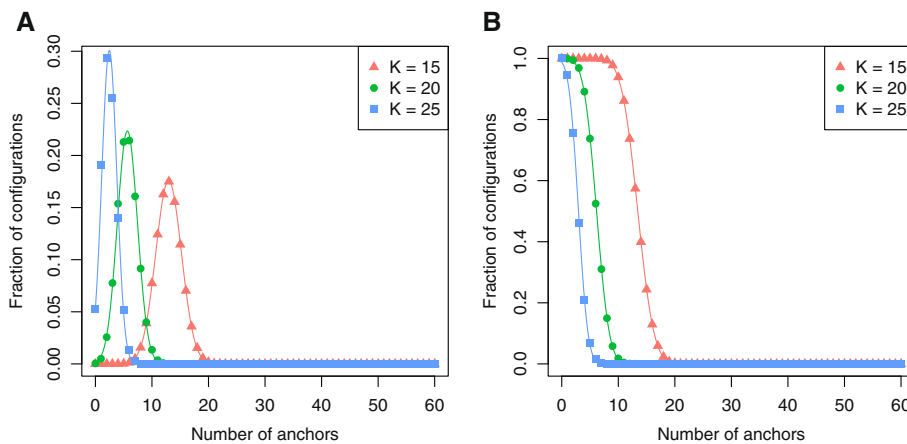 A
Fraction of configurations
0.30
0.25
0.20
0.15
0.10
0.05
0.00
K = 15
K = 20
K = 25
0 10 20 30 40 50 60
Number of anchors
B
Fraction of configurations
1.0
0.8
0.6
0.4
0.2
0.0
K = 15
K = 20
K = 25
0 10 20 30 40 50 60
Number of anchors